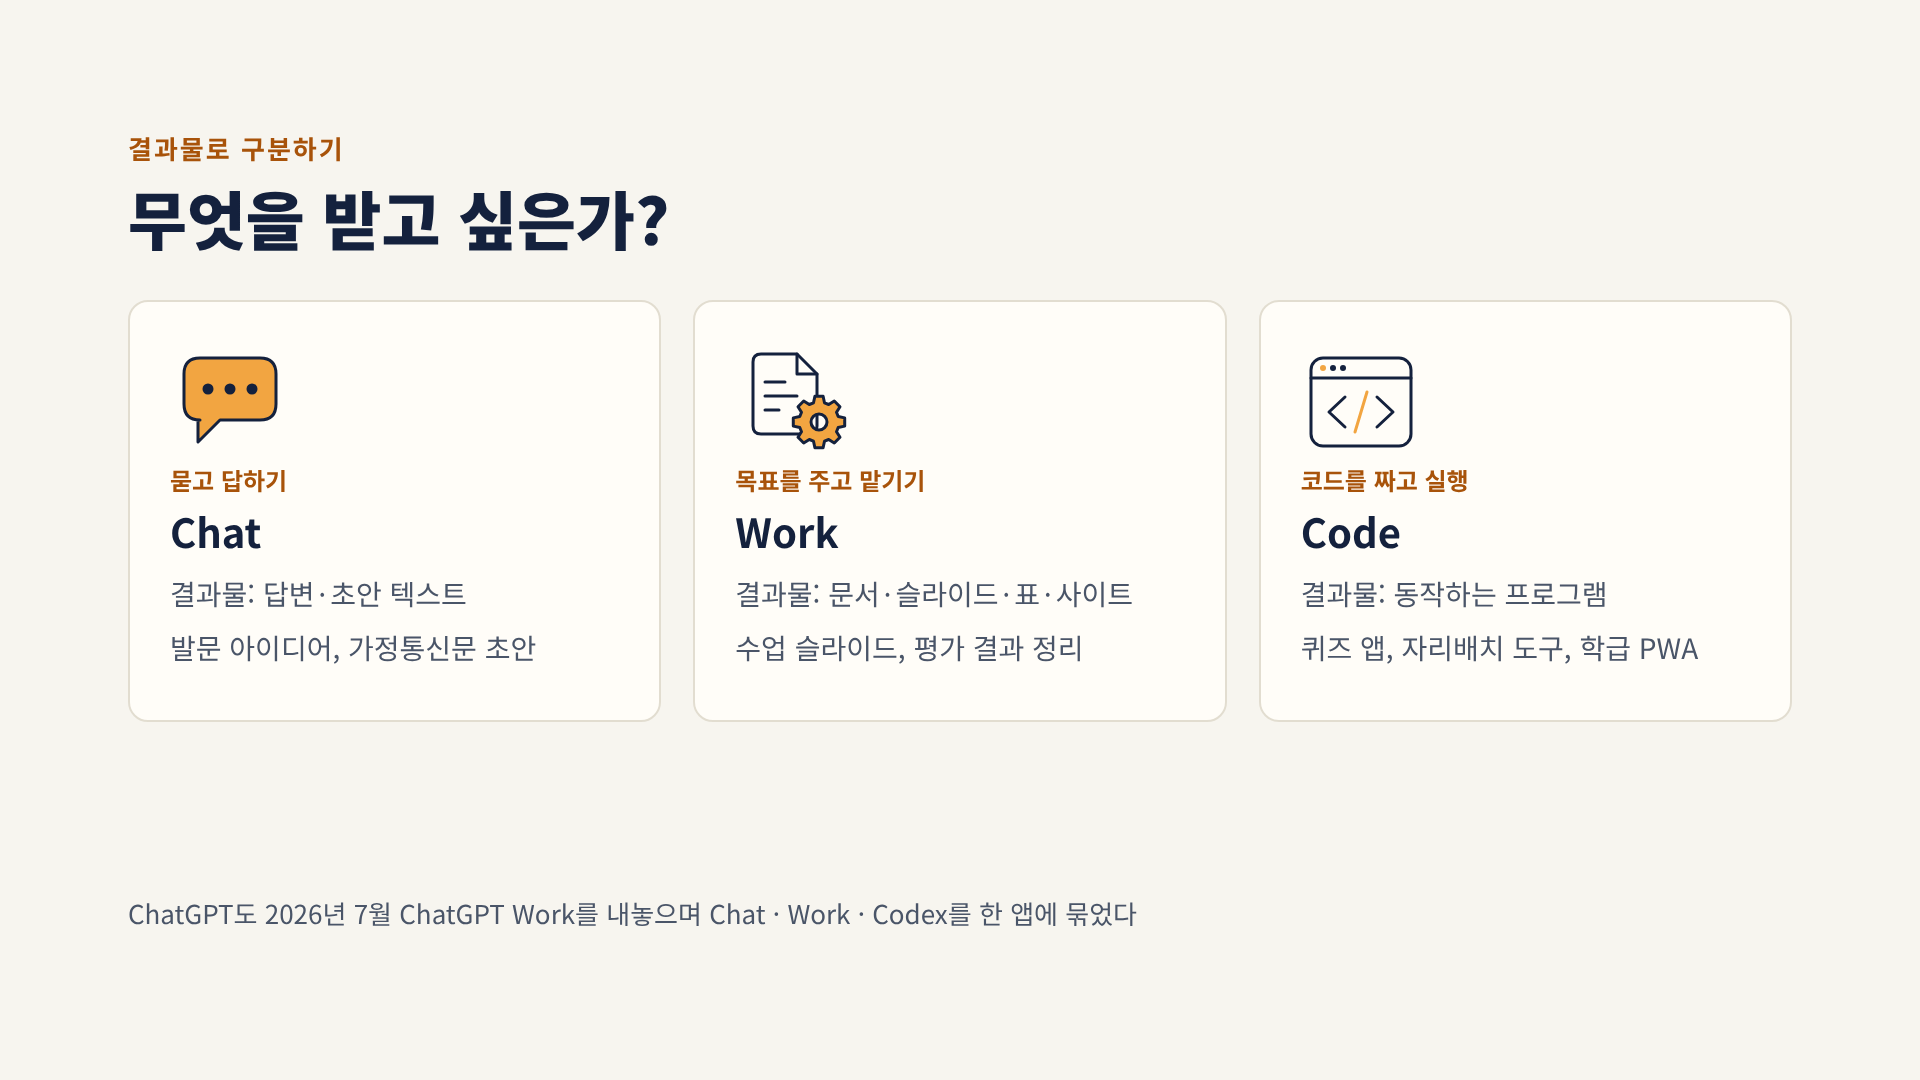 결과물로 구분하기
무엇을 받고 싶은가?
묻고 답하기
Chat
결과물: 답변·초안 텍스트
발문 아이디어, 가정통신문 초안
목표를 주고 맡기기
Work
결과물: 문서·슬라이드·표·사이트
수업 슬라이드, 평가 결과 정리
코드를 짜고 실행
Code
결과물: 동작하는 프로그램
퀴즈 앱, 자리배치 도구, 학급 PWA
ChatGPT도 2026년 7월 ChatGPT Work를 내놓으며 Chat · Work · Codex를 한 앱에 묶었다